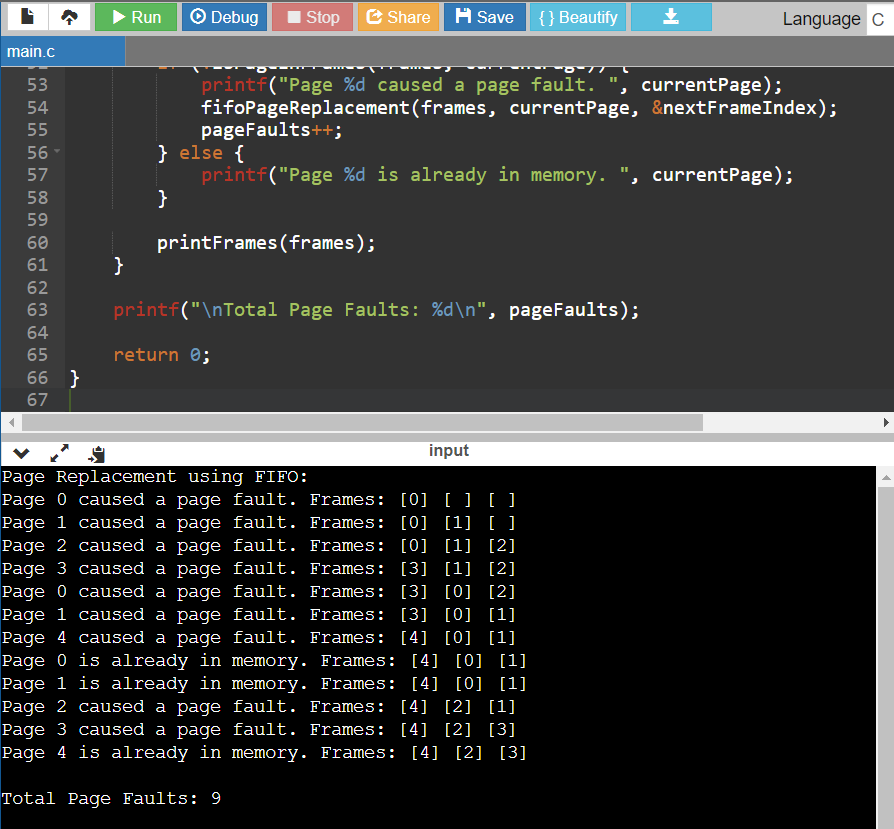 Run Debug Stop Share Save { } Beautify Language C
main.c
53 printf("Page %d caused a page fault. ", currentPage);
54 fifoPageReplacement(frames, currentPage, &nextFrameIndex);
55 pageFaults++;
56 } else {
57 printf("Page %d is already in memory. ", currentPage);
58 }
59
60 printFrames(frames);
61 }
62
63 printf("\nTotal Page Faults: %d\n", pageFaults);
64
65 return 0;
66 }
67
input
Page Replacement using FIFO:
Page 0 caused a page fault. Frames: [0] [ ] [ ]
Page 1 caused a page fault. Frames: [0] [1] [ ]
Page 2 caused a page fault. Frames: [0] [1] [2]
Page 3 caused a page fault. Frames: [3] [1] [2]
Page 0 caused a page fault. Frames: [3] [0] [2]
Page 1 caused a page fault. Frames: [3] [0] [1]
Page 4 caused a page fault. Frames: [4] [0] [1]
Page 0 is already in memory. Frames: [4] [0] [1]
Page 1 is already in memory. Frames: [4] [0] [1]
Page 2 caused a page fault. Frames: [4] [2] [1]
Page 3 caused a page fault. Frames: [4] [2] [3]
Page 4 is already in memory. Frames: [4] [2] [3]
Total Page Faults: 9